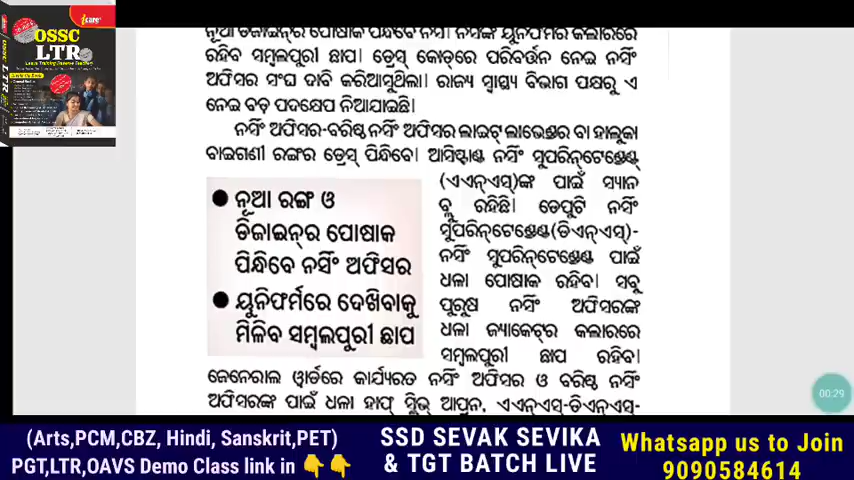 icare
OSSC
LTR
ନୂଆ ଡିଜାଇନ୍‌ର ପୋଷାକ ପିନ୍ଧିବେ ନର୍ସ। ନର୍ସଙ୍କ ୟୁନିଫର୍ମର କଲାରରେ
ରହିବ ସମ୍ବଲପୁରୀ ଛାପ। ଡ୍ରେସ୍ କୋଡ୍‌ରେ ପରିବର୍ତ୍ତନ ନେଇ ନର୍ସିଂ
ଅଫିସର ସଂଘ ଦାବି କରିଆସୁଥିଲା। ରାଜ୍ୟ ସ୍ୱାସ୍ଥ୍ୟ ବିଭାଗ ପକ୍ଷରୁ ଏ
ନେଇ ବଡ଼ ପଦକ୍ଷେପ ନିଆଯାଇଛି।
ନର୍ସିଂ ଅଫିସର-ବରିଷ୍ଠ ନର୍ସିଂ ଅଫିସର ଲାଇଟ୍ ଲାଭେଣ୍ଡର ବା ହାଲୁକା
ବାଇଗଣୀ ରଙ୍ଗର ଡ୍ରେସ୍ ପିନ୍ଧିବେ। ଆସିଷ୍ଟାଣ୍ଟ ନର୍ସିଂ ସୁପରିନ୍‌ଟେଣ୍ଡେଣ୍ଟ
(ଏଏନ୍‌ଏସ୍)ଙ୍କ ପାଇଁ ସ୍ୟାନ
ବ୍ଲୁ ରହିଛି। ଡେପୁଟି ନର୍ସିଂ
ସୁପରିନ୍‌ଟେଣ୍ଡେଣ୍ଟ(ଡିଏନ୍‌ଏସ୍)-
ନର୍ସିଂ ସୁପରିନ୍‌ଟେଣ୍ଡେଣ୍ଟ ପାଇଁ
ଧଳା ପୋଷାକ ରହିବ। ସବୁ
ପୁରୁଷ ନର୍ସିଂ ଅଫିସରଙ୍କ
ଧଳା ଜ୍ୟାକେଟ୍‌ର କଲାରରେ
ସମ୍ବଲପୁରୀ ଛାପ ରହିବ।
● ନୂଆ ରଙ୍ଗ ଓ
ଡିଜାଇନ୍‌ର ପୋଷାକ
ପିନ୍ଧିବେ ନର୍ସିଂ ଅଫିସର
● ୟୁନିଫର୍ମରେ ଦେଖିବାକୁ
ମିଳିବ ସମ୍ବଲପୁରୀ ଛାପ
ଜେନେରାଲ ୱାର୍ଡରେ କାର୍ଯ୍ୟରତ ନର୍ସିଂ ଅଫିସର ଓ ବରିଷ୍ଠ ନର୍ସିଂ
ଅଫିସରଙ୍କ ପାଇଁ ଧଳା ହାପ୍ ସ୍ଲିଭ୍ ଆପ୍ରନ, ଏଏନ୍‌ଏସ୍-ଡିଏନ୍‌ଏସ୍-
00:29
(Arts,PCM,CBZ, Hindi, Sanskrit,PET)
PGT,LTR,OAVS Demo Class link in 👇👇
SSD SEVAK SEVIKA
& TGT BATCH LIVE
Whatsapp us to Join
9090584614